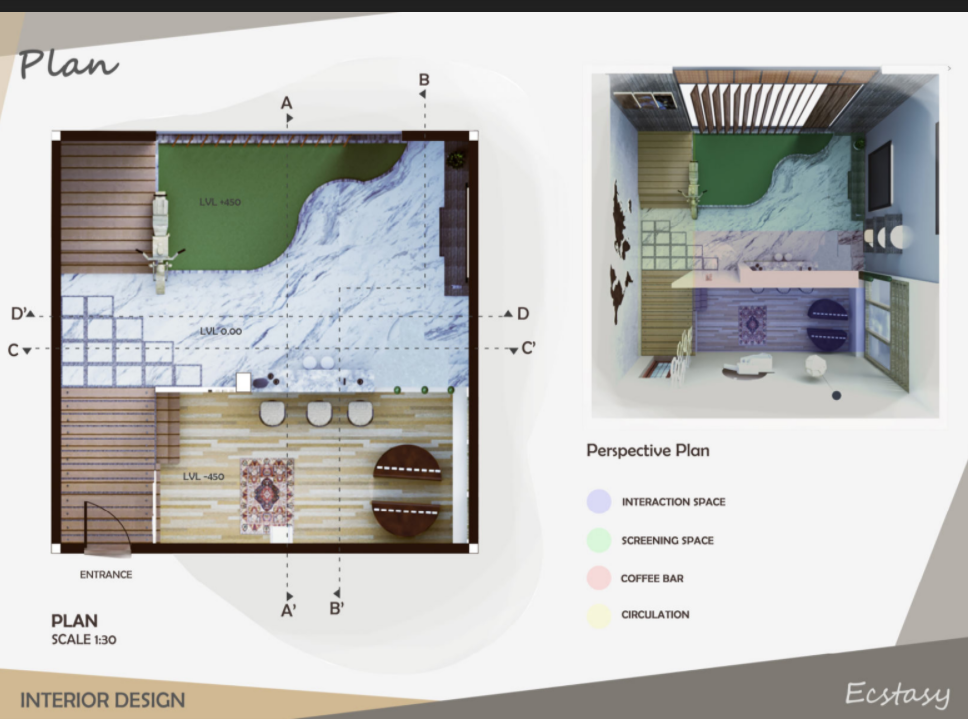 Plan
A
B
LVL +450
D'
D
LVL 0.00
C
C'
LVL -450
ENTRANCE
A'
B'
PLAN
SCALE 1:30
Perspective Plan
INTERACTION SPACE
SCREENING SPACE
COFFEE BAR
CIRCULATION
INTERIOR DESIGN
Ecstasy